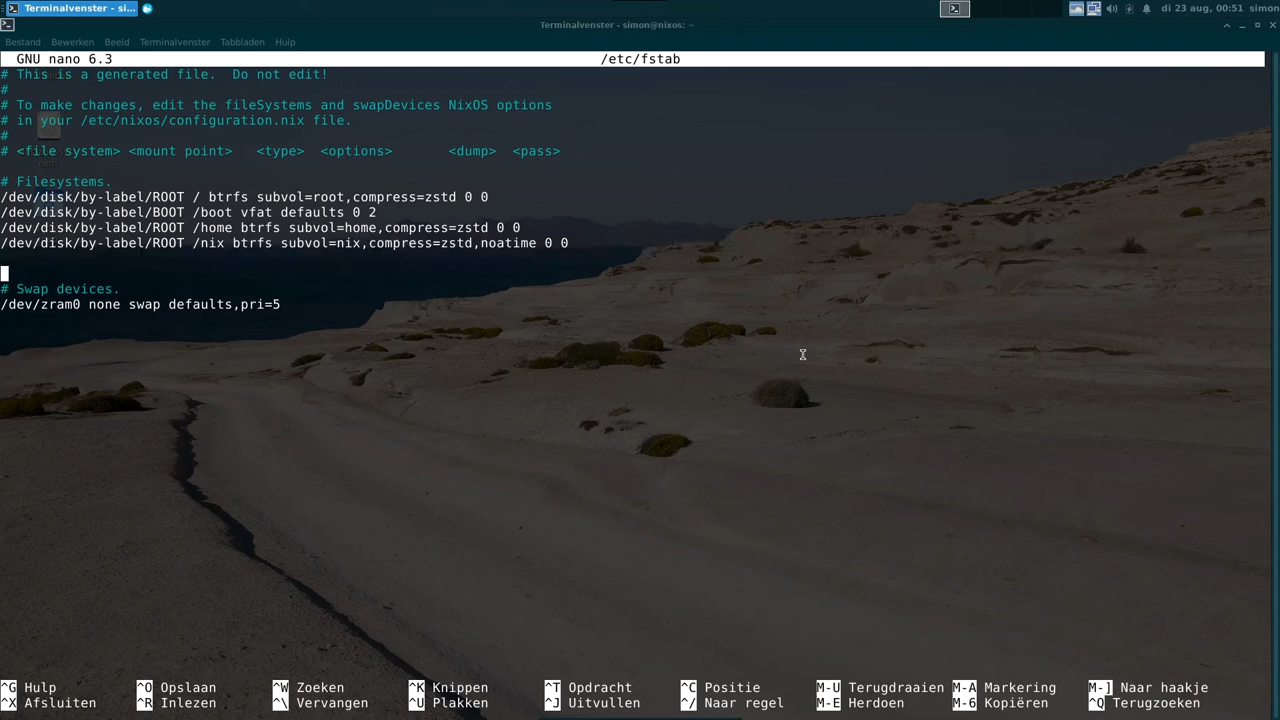 Terminalvenster - si...
di 23 aug, 00:51 simon
Terminalvenster - simon@nixos: ~
Bestand Bewerken Beeld Terminalvenster Tabbladen Hulp
GNU nano 6.3 /etc/fstab
# This is a generated file.  Do not edit!
#
# To make changes, edit the fileSystems and swapDevices NixOS options
# in your /etc/nixos/configuration.nix file.
#
# <file system> <mount point>   <type>  <options>       <dump>  <pass>
# Filesystems.
/dev/disk/by-label/ROOT / btrfs subvol=root,compress=zstd 0 0
/dev/disk/by-label/BOOT /boot vfat defaults 0 2
/dev/disk/by-label/ROOT /home btrfs subvol=home,compress=zstd 0 0
/dev/disk/by-label/ROOT /nix btrfs subvol=nix,compress=zstd,noatime 0 0
# Swap devices.
/dev/zram0 none swap defaults,pri=5
^G Hulp ^O Opslaan ^W Zoeken ^K Knippen ^T Opdracht ^C Positie M-U Terugdraaien M-A Markering M-] Naar haakje
^X Afsluiten ^R Inlezen ^\ Vervangen ^U Plakken ^J Uitvullen ^/ Naar regel M-E Herdoen M-6 Kopiëren ^Q Terugzoeken